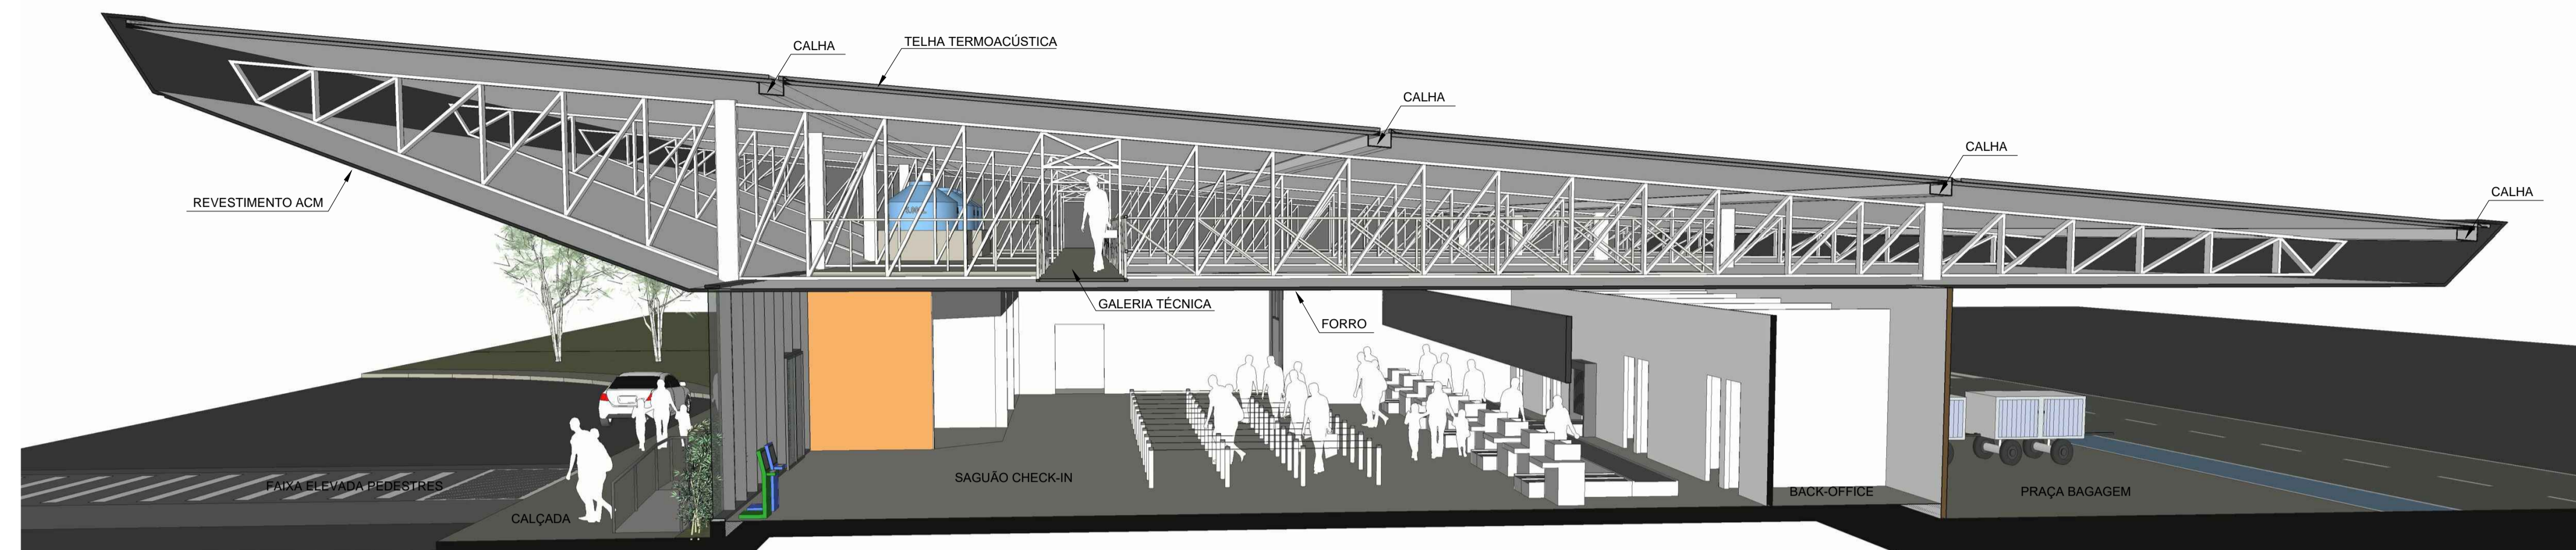 CALHA
TELHA TERMOACÚSTICA
CALHA
CALHA
CALHA
REVESTIMENTO ACM
GALERIA TÉCNICA
FORRO
SAGUÃO CHECK-IN
FAIXA ELEVADA PEDESTRES
CALÇADA
BACK-OFFICE
PRAÇA BAGAGEM